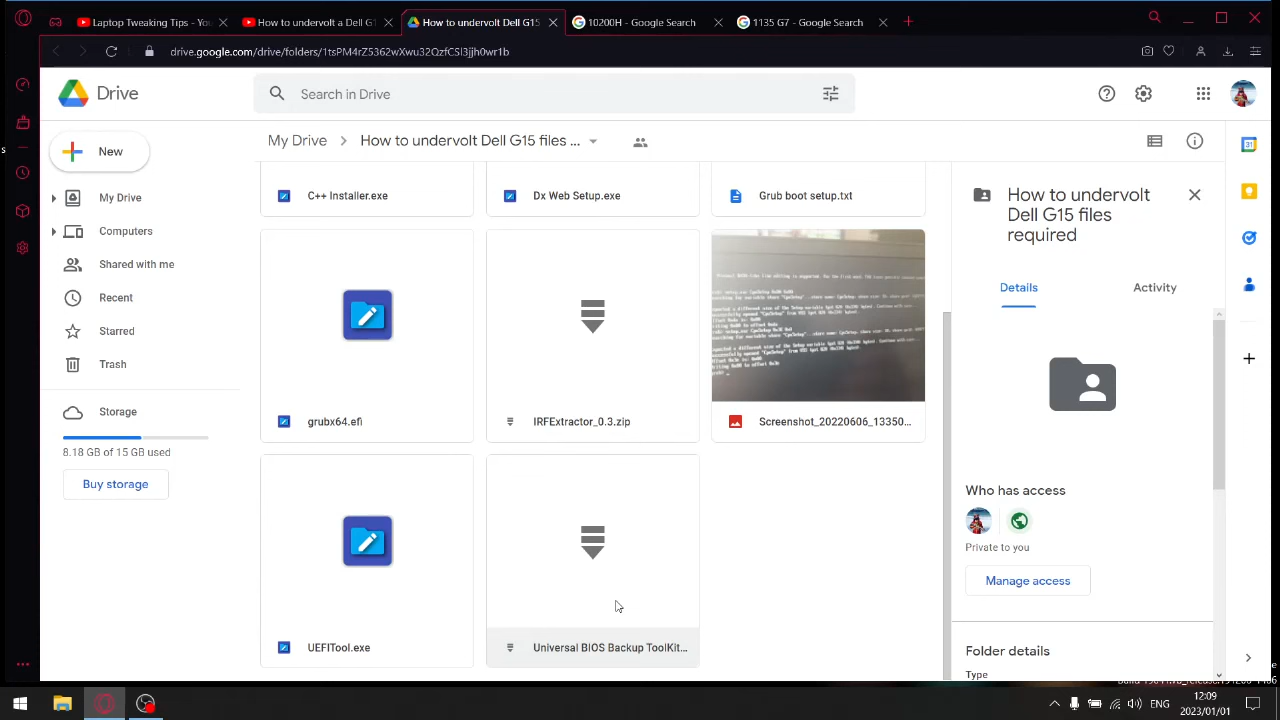 Laptop Tweaking Tips - You
How to undervolt a Dell G1
How to undervolt Dell G15
10200H - Google Search
1135 G7 - Google Search
drive.google.com/drive/folders/1tsPM4rZ5362wXwu32QzfCSl3jjh0wr1b
Drive
Search in Drive
New
My Drive
How to undervolt Dell G15 files ...
My Drive
Computers
Shared with me
Recent
Starred
Trash
Storage
8.18 GB of 15 GB used
Buy storage
C++ Installer.exe
Dx Web Setup.exe
Grub boot setup.txt
grubx64.efi
IRFExtractor_0.3.zip
Screenshot_20220606_13350...
UEFITool.exe
Universal BIOS Backup ToolKit...
How to undervolt
Dell G15 files
required
Details
Activity
Who has access
Private to you
Manage access
Folder details
Type
ENG
12:09
2023/01/01